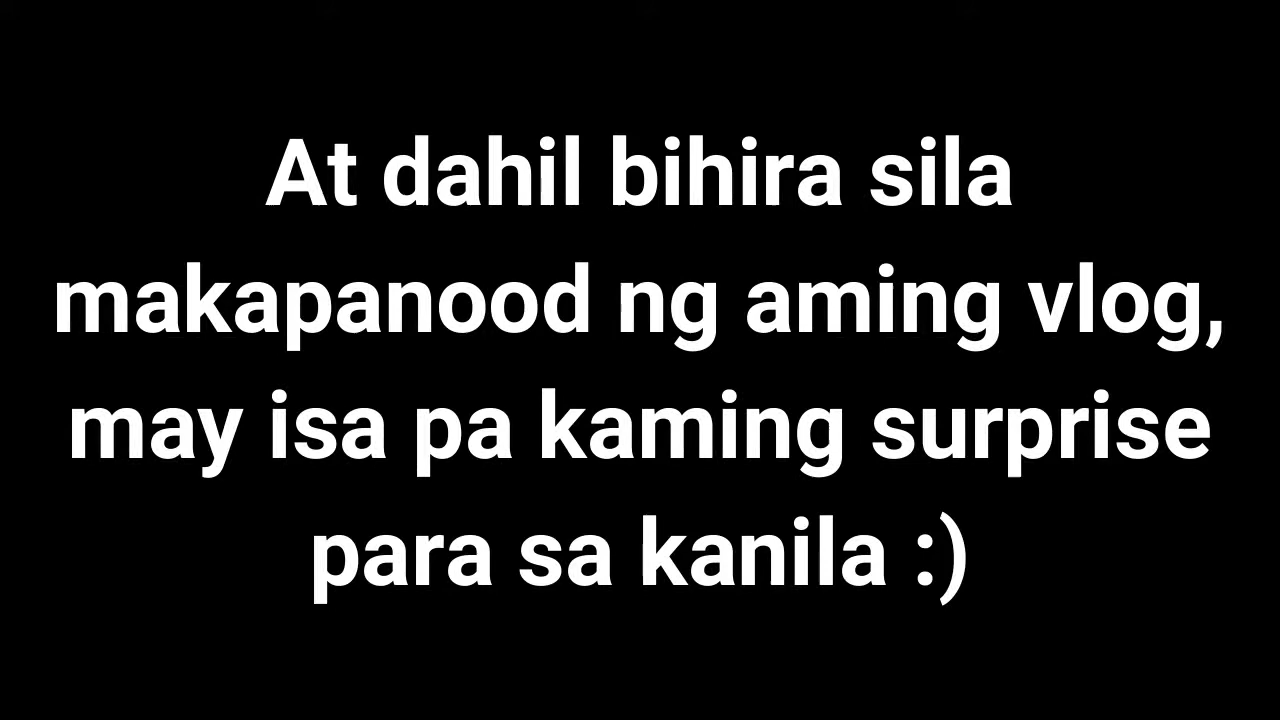 At dahil bihira sila
makapanood ng aming vlog,
may isa pa kaming surprise
para sa kanila :)